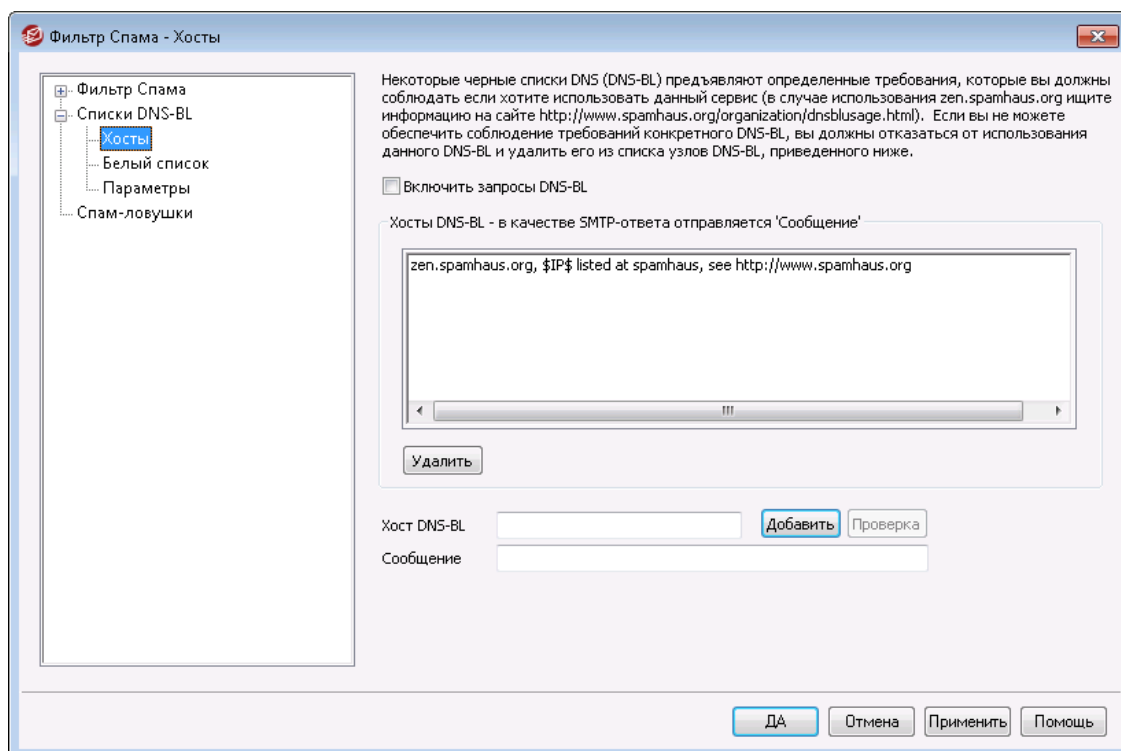 Фильтр Спама - Хосты
Фильтр Спама
Списки DNS-BL
Хосты
Белый список
Параметры
Спам-ловушки
Некоторые черные списки DNS (DNS-BL) предъявляют определенные требования, которые вы должны
соблюдать если хотите использовать данный сервис (в случае использования zen.spamhaus.org ищите
информацию на сайте http://www.spamhaus.org/organization/dnsblusage.html). Если вы не можете
обеспечить соблюдение требований конкретного DNS-BL, вы должны отказаться от использования
данного DNS-BL и удалить его из списка узлов DNS-BL, приведенного ниже.
Включить запросы DNS-BL
Хосты DNS-BL - в качестве SMTP-ответа отправляется 'Сообщение'
zen.spamhaus.org, $IP$ listed at spamhaus, see http://www.spamhaus.org
Удалить
Хост DNS-BL
Добавить
Проверка
Сообщение
ДА
Отмена
Применить
Помощь